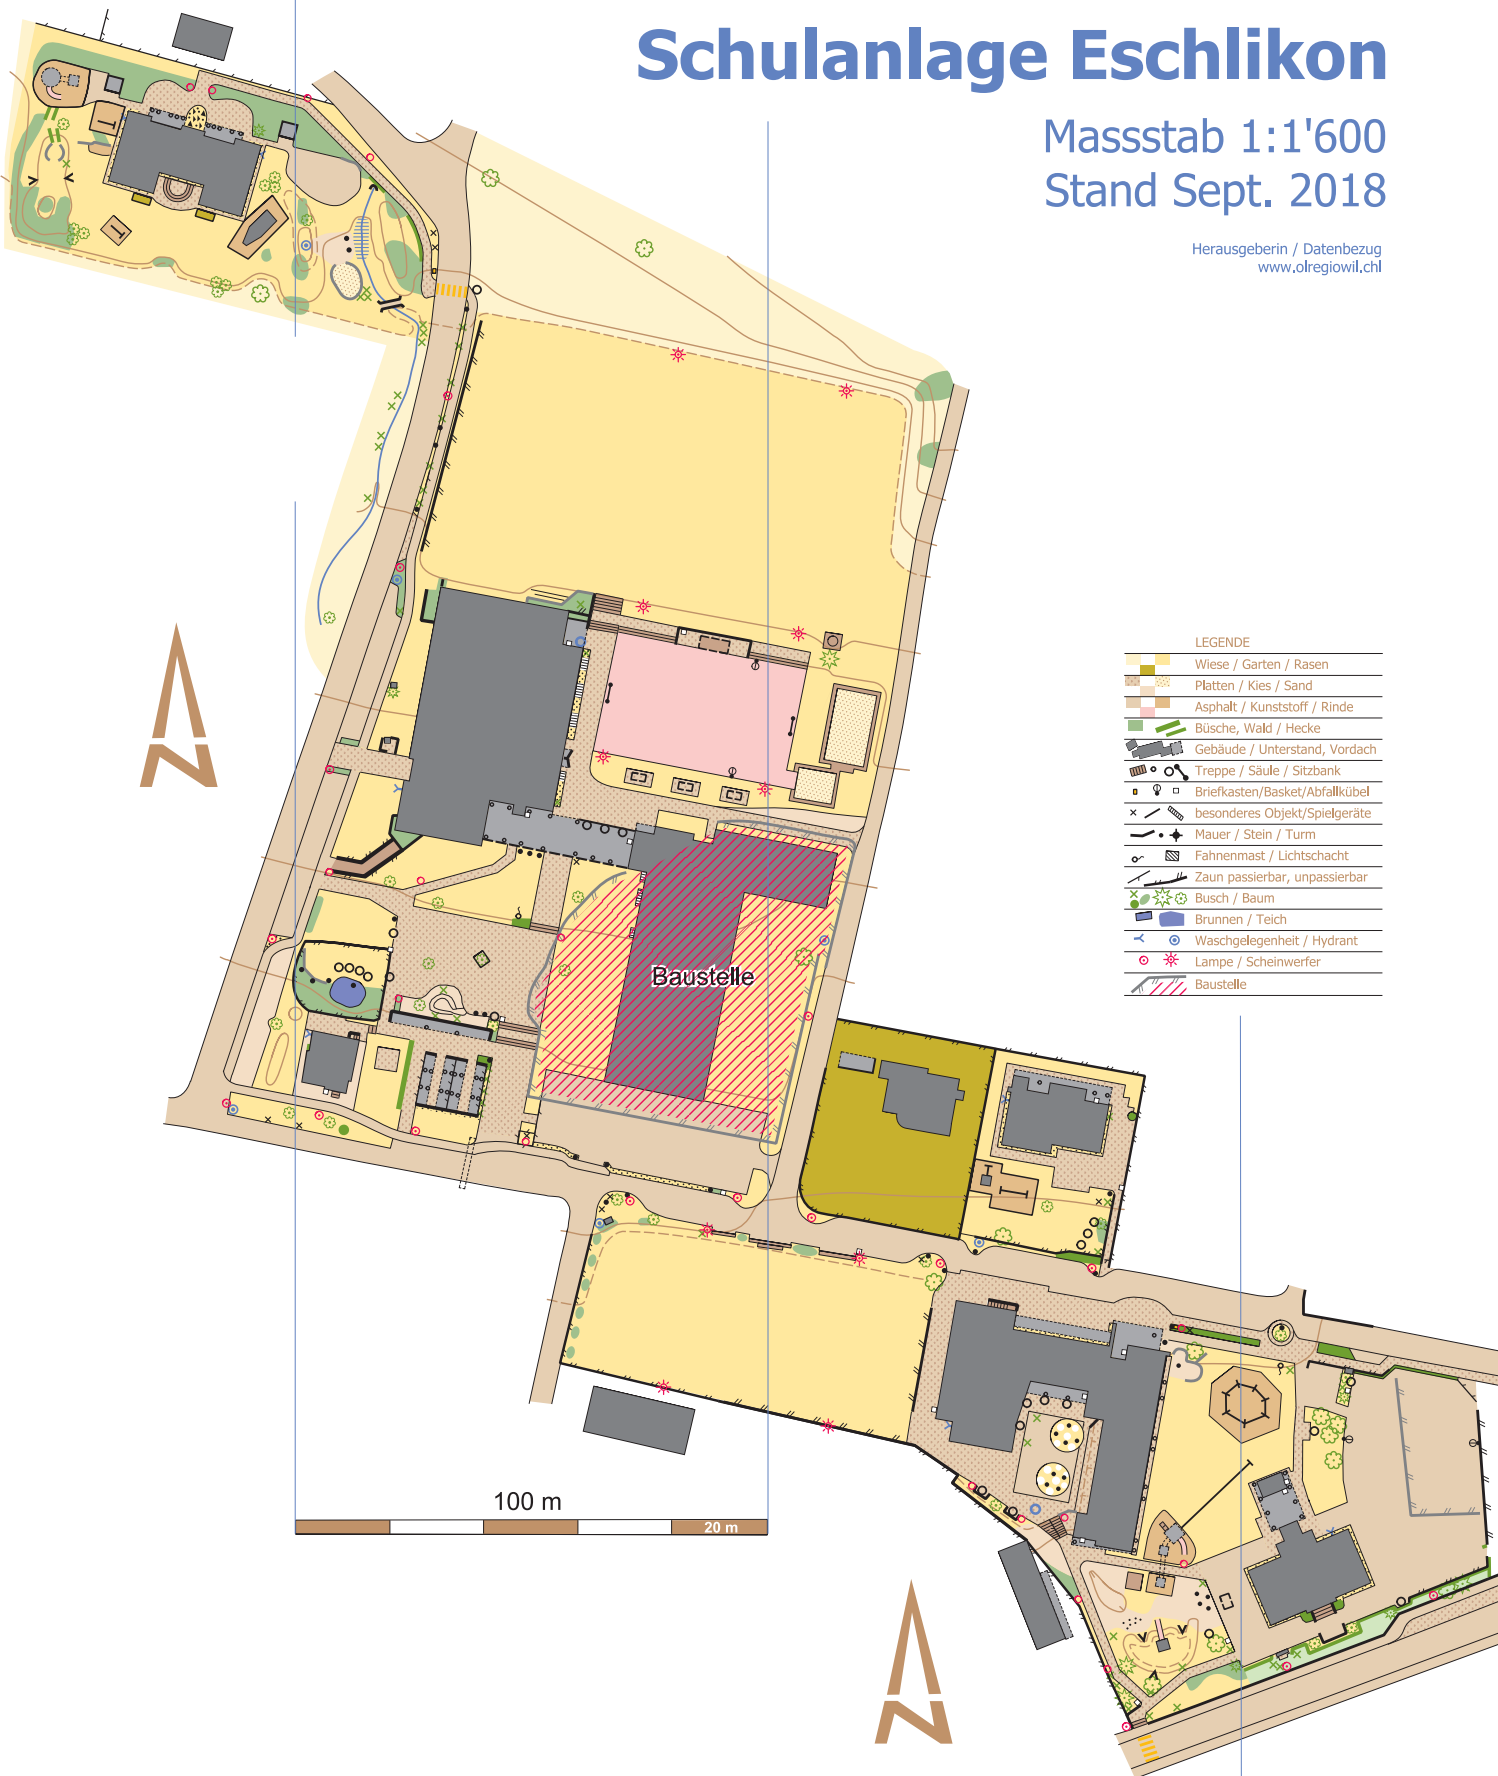 Schulanlage Eschlikon
Massstab 1:1'600
Stand Sept. 2018
Herausgeberin / Datenbezug
www.olregiowil.chl
LEGENDE
Wiese / Garten / Rasen
Platten / Kies / Sand
Asphalt / Kunststoff / Rinde
Büsche, Wald / Hecke
Gebäude / Unterstand, Vordach
Treppe / Säule / Sitzbank
Briefkasten/Basket/Abfallkübel
besonderes Objekt/Spielgeräte
Mauer / Stein / Turm
Fahnenmast / Lichtschacht
Zaun passierbar, unpassierbar
Busch / Baum
Brunnen / Teich
Waschgelegenheit / Hydrant
Lampe / Scheinwerfer
Baustelle
Baustelle
100 m
20 m